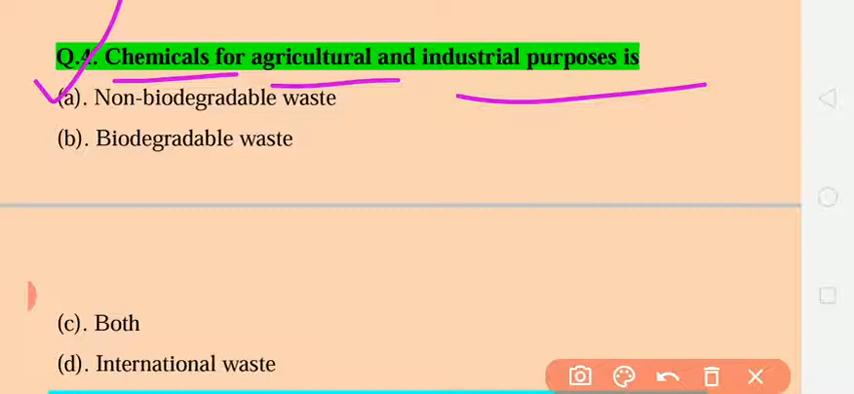 Q.4. Chemicals for agricultural and industrial purposes is
(a). Non-biodegradable waste
(b). Biodegradable waste
(c). Both
(d). International waste